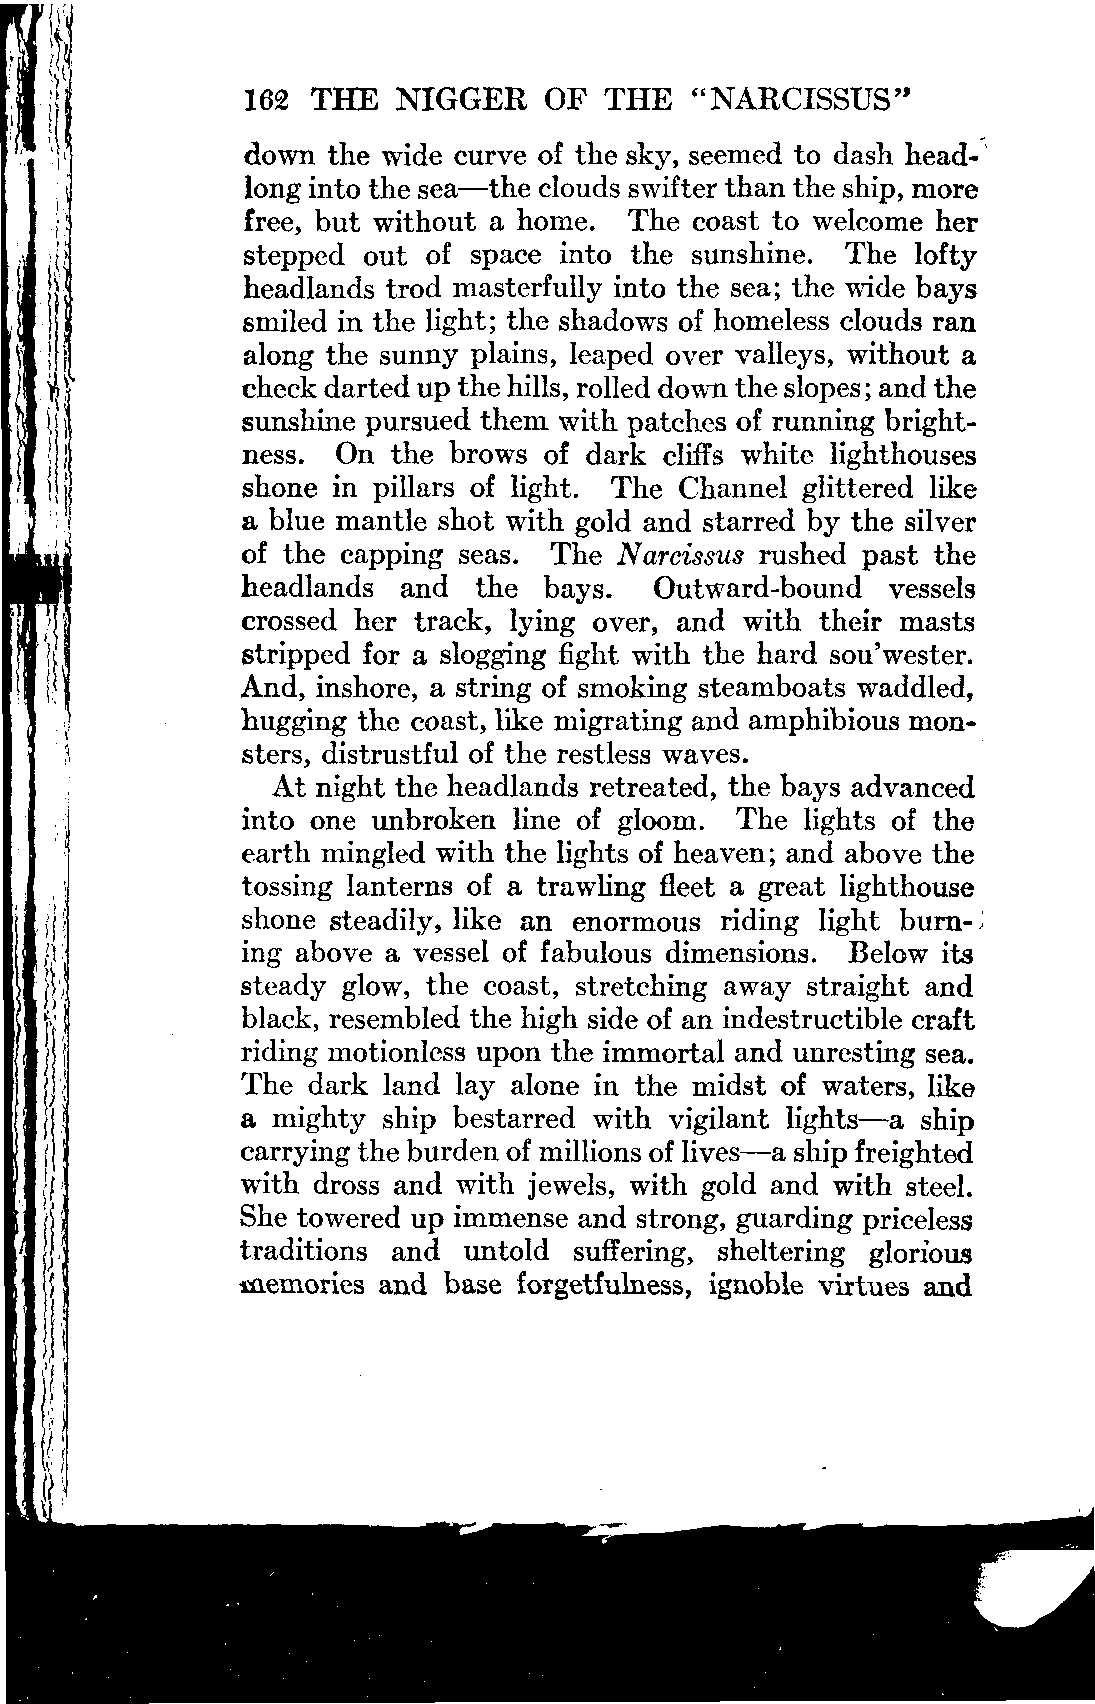 162 THE NIGGER OF THE "NARCISSUS"
down the wide curve of the sky, seemed to dash head-
long into the sea—the clouds swifter than the ship, more
free, but without a home. The coast to welcome her
stepped out of space into the sunshine. The lofty
headlands trod masterfully into the sea; the wide bays
smiled in the light; the shadows of homeless clouds ran
along the sunny plains, leaped over valleys, without a
check darted up the hills, rolled down the slopes; and the
sunshine pursued them with patches of running bright-
ness. On the brows of dark cliffs white lighthouses
shone in pillars of light. The Channel glittered like
a blue mantle shot with gold and starred by the silver
of the capping seas. The Narcissus rushed past the
headlands and the bays. Outward-bound vessels
crossed her track, lying over, and with their masts
stripped for a slogging fight with the hard sou'wester.
And, inshore, a string of smoking steamboats waddled,
hugging the coast, like migrating and amphibious mon-
sters, distrustful of the restless waves.
At night the headlands retreated, the bays advanced
into one unbroken line of gloom. The lights of the
earth mingled with the lights of heaven; and above the
tossing lanterns of a trawling fleet a great lighthouse
shone steadily, like an enormous riding light burn-
ing above a vessel of fabulous dimensions. Below its
steady glow, the coast, stretching away straight and
black, resembled the high side of an indestructible craft
riding motionless upon the immortal and unresting sea.
The dark land lay alone in the midst of waters, like
a mighty ship bestarred with vigilant lights—a ship
carrying the burden of millions of lives—a ship freighted
with dross and with jewels, with gold and with steel.
She towered up immense and strong, guarding priceless
traditions and untold suffering, sheltering glorious
memories and base forgetfulness, ignoble virtues and